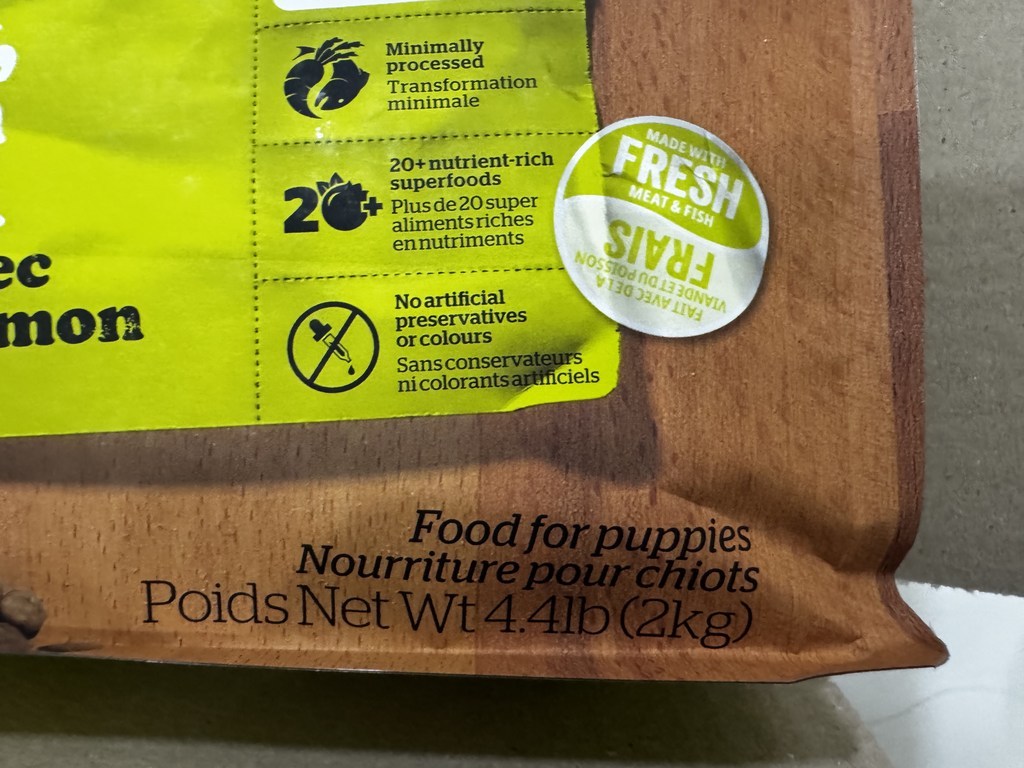 Minimally
processed
Transformation
minimale
20+ nutrient-rich
superfoods
20+
Plus de 20 super
aliments riches
en nutriments
MADE WITH
FRESH
MEAT & FISH
FAIT AVEC DE LA
VIANDE ET DU POISSON
FRAIS
ec
mon
No artificial
preservatives
or colours
Sans conservateurs
ni colorants artificiels
Food for puppies
Nourriture pour chiots
Poids Net Wt 4.4lb (2kg)